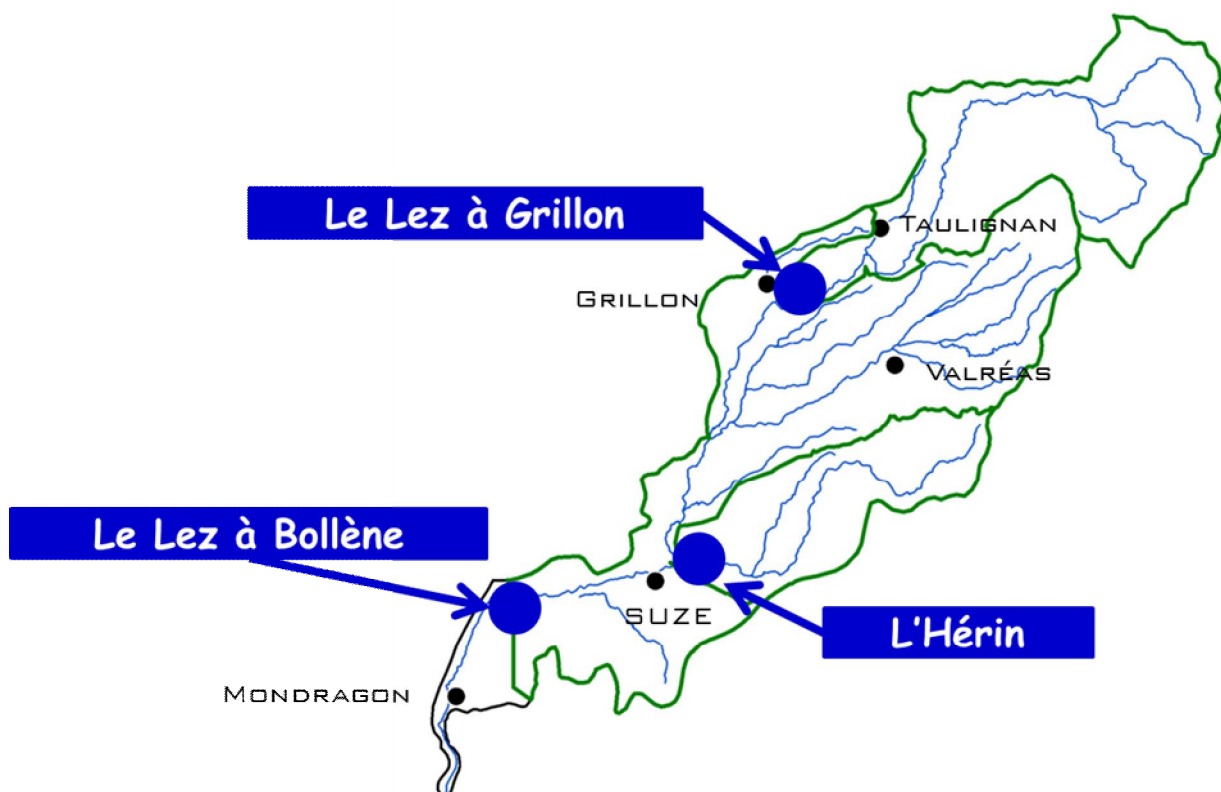 Le Lez à Grillon
TAULIGNAN
GRILLON
VALRÉAS
Le Lez à Bollène
SUZE
L'Hérin
MONDRAGON